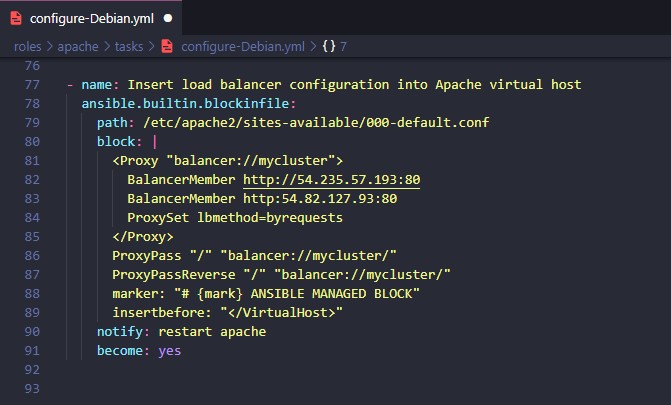 configure-Debian.yml
roles > apache > tasks > configure-Debian.yml > {} 7
76
77 - name: Insert load balancer configuration into Apache virtual host
78 ansible.builtin.blockinfile:
79 path: /etc/apache2/sites-available/000-default.conf
80 block: |
81 <Proxy "balancer://mycluster">
82 BalancerMember http://54.235.57.193:80
83 BalancerMember http:54.82.127.93:80
84 ProxySet lbmethod=byrequests
85 </Proxy>
86 ProxyPass "/" "balancer://mycluster/"
87 ProxyPassReverse "/" "balancer://mycluster/"
88 marker: "# {mark} ANSIBLE MANAGED BLOCK"
89 insertbefore: "</VirtualHost>"
90 notify: restart apache
91 become: yes
92
93